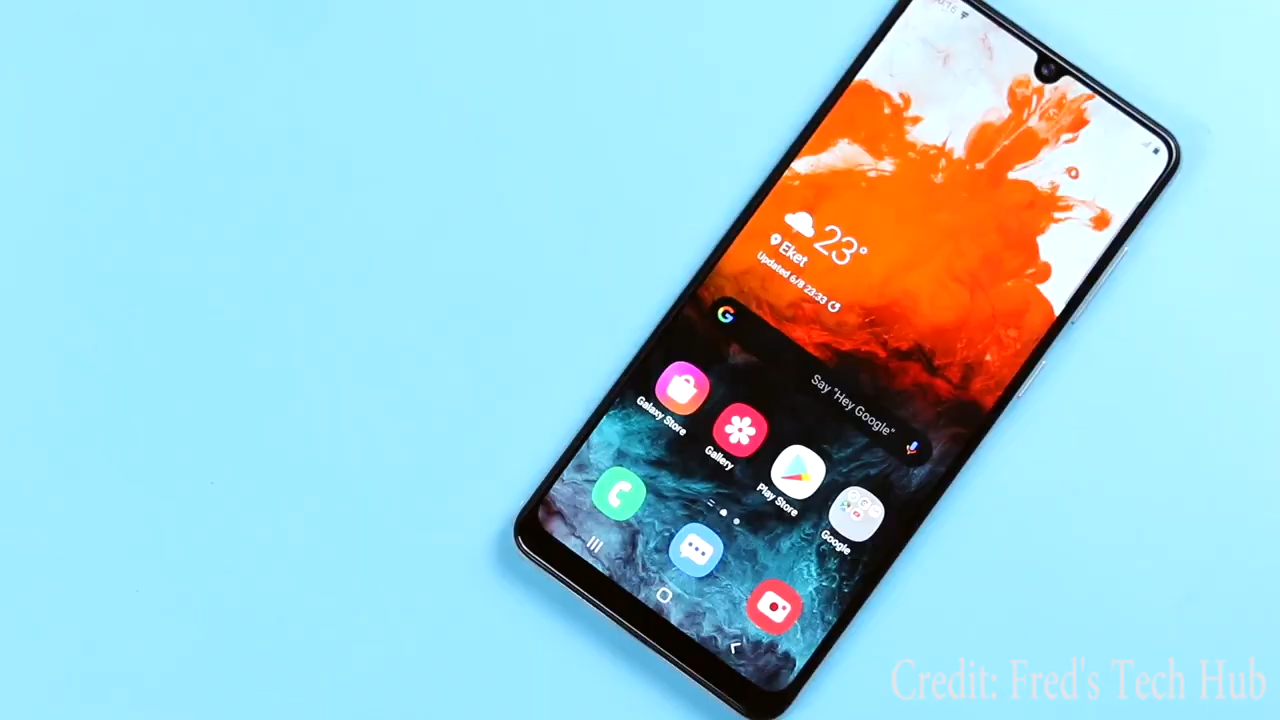 23°
Eket
Updated 6/8 23:33
Say "Hey Google"
Galaxy Store
Gallery
Play Store
Google
Credit: Fred's Tech Hub